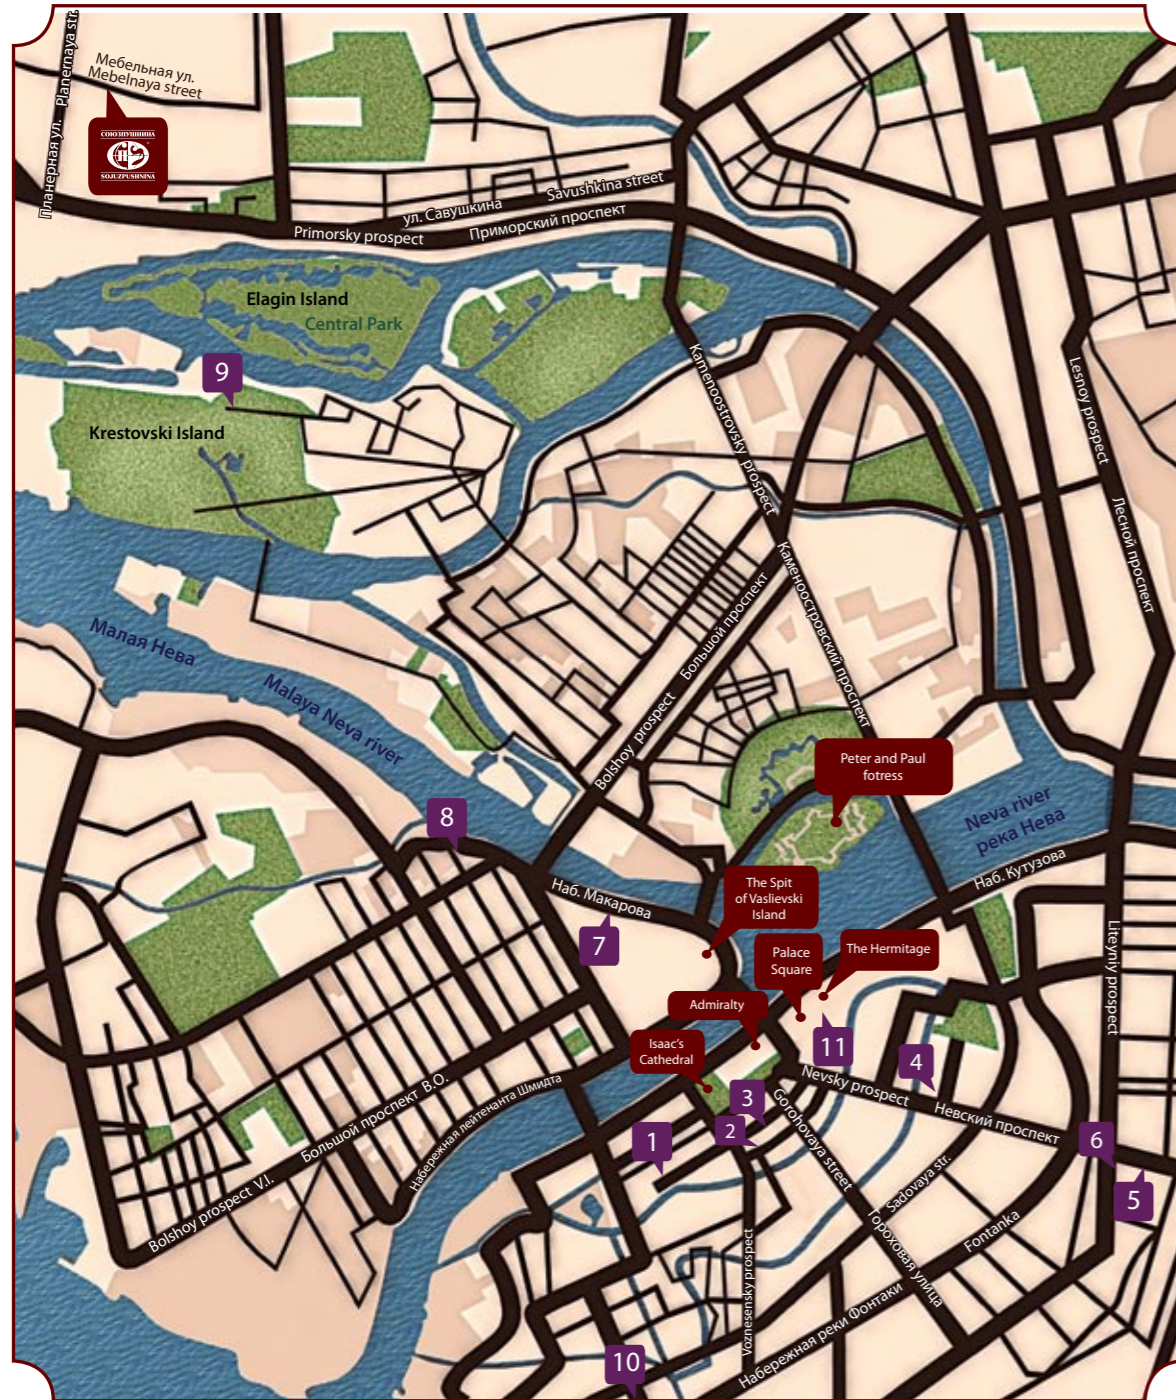 Планерная ул. Planernaya str.
Мебельная ул.
Mebelnaya street
СОЮЗПУШНИНА
SOJUZPUSHNINA
ул. Савушкина Savushkina street
Primorsky prospect Приморский проспект
Elagin Island
Central Park
9
Krestovski Island
Kamenoostrovsky prospect
Каменоостровский проспект
Lesnoy prospect
Лесной проспект
Малая Нева
Malaya Neva river
Bolshoy prospect Большой проспект
Peter and Paul
fotress
Neva river
река Нева
8
Наб. Макарова
Наб. Кутузова
7
The Spit
of Vaslievski
Island
Palace
Square
The Hermitage
Admiralty
Isaac's
Cathedral
11
4
Liteyniy prospect
Nevsky prospect Невский проспект
3
2
1
6
5
Gorohovaya street
Гороховая улица
Sadovaya str.
Fontanka
Набережная реки Фонтаки
Voznesensky prospect
Bolshoy prospect V.I. Большой проспект В.О.
Набережная лейтенанта Шмидта
10